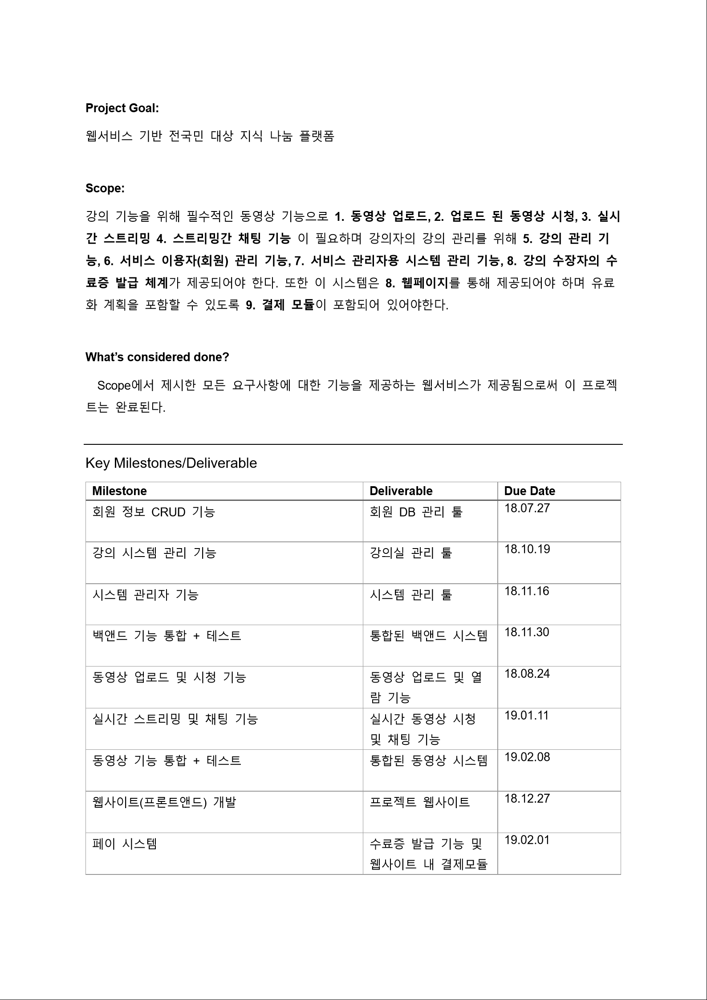 Project Goal:
웹서비스 기반 전국민 대상 지식 나눔 플랫폼
Scope:
강의 기능을 위해 필수적인 동영상 기능으로 1. 동영상 업로드, 2. 업로드 된 동영상 시청, 3. 실시
간 스트리밍 4. 스트리밍간 채팅 기능 이 필요하며 강의자의 강의 관리를 위해 5. 강의 관리 기
능, 6. 서비스 이용자(회원) 관리 기능, 7. 서비스 관리자용 시스템 관리 기능, 8. 강의 수장자의 수
료증 발급 체계가 제공되어야 한다. 또한 이 시스템은 8. 웹페이지를 통해 제공되어야 하며 유료
화 계획을 포함할 수 있도록 9. 결제 모듈이 포함되어 있어야한다.
What's considered done?
Scope에서 제시한 모든 요구사항에 대한 기능을 제공하는 웹서비스가 제공됨으로써 이 프로젝
트는 완료된다.
Key Milestones/Deliverable
Milestone Deliverable Due Date
회원 정보 CRUD 기능 회원 DB 관리 툴 18.07.27
강의 시스템 관리 기능 강의실 관리 툴 18.10.19
시스템 관리자 기능 시스템 관리 툴 18.11.16
백앤드 기능 통합 + 테스트 통합된 백앤드 시스템 18.11.30
동영상 업로드 및 시청 기능 동영상 업로드 및 열 18.08.24
람 기능
실시간 스트리밍 및 채팅 기능 실시간 동영상 시청 19.01.11
및 채팅 기능
동영상 기능 통합 + 테스트 통합된 동영상 시스템 19.02.08
웹사이트(프론트앤드) 개발 프로젝트 웹사이트 18.12.27
페이 시스템 수료증 발급 기능 및 19.02.01
웹사이트 내 결제모듈